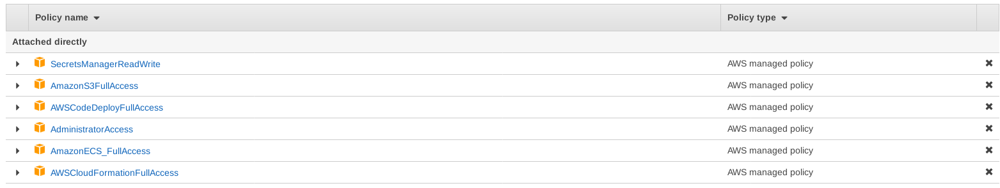 Policy name Policy type
Attached directly
SecretsManagerReadWrite AWS managed policy
AmazonS3FullAccess AWS managed policy
AWSCodeDeployFullAccess AWS managed policy
AdministratorAccess AWS managed policy
AmazonECS_FullAccess AWS managed policy
AWSCloudFormationFullAccess AWS managed policy